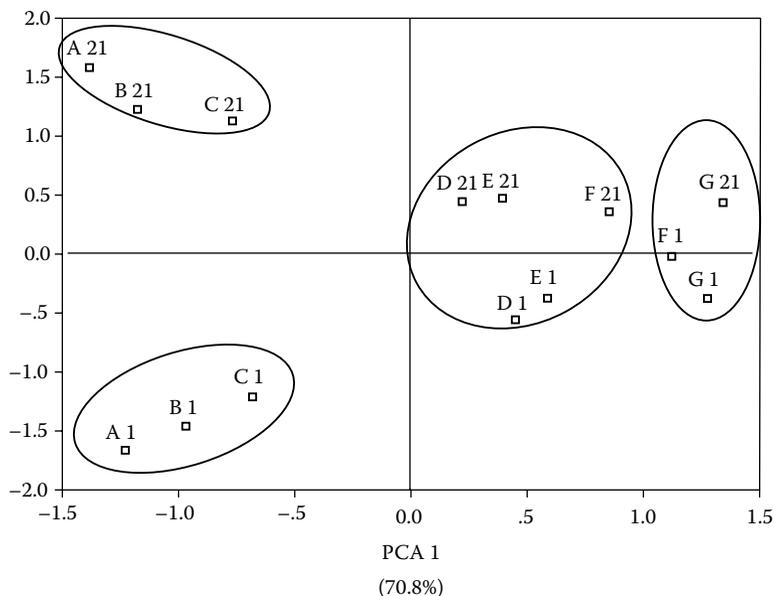 2.0
A 21
1.5
B 21
C 21
1.0
D 21 E 21
G 21
0.5
F 21
F 1
0.0
E 1
G 1
–.5
D 1
–1.0
C 1
B 1
–1.5
A 1
–2.0
–1.5 –1.0 –.5 0.0 .5 1.0 1.5
PCA 1
(70.8%)